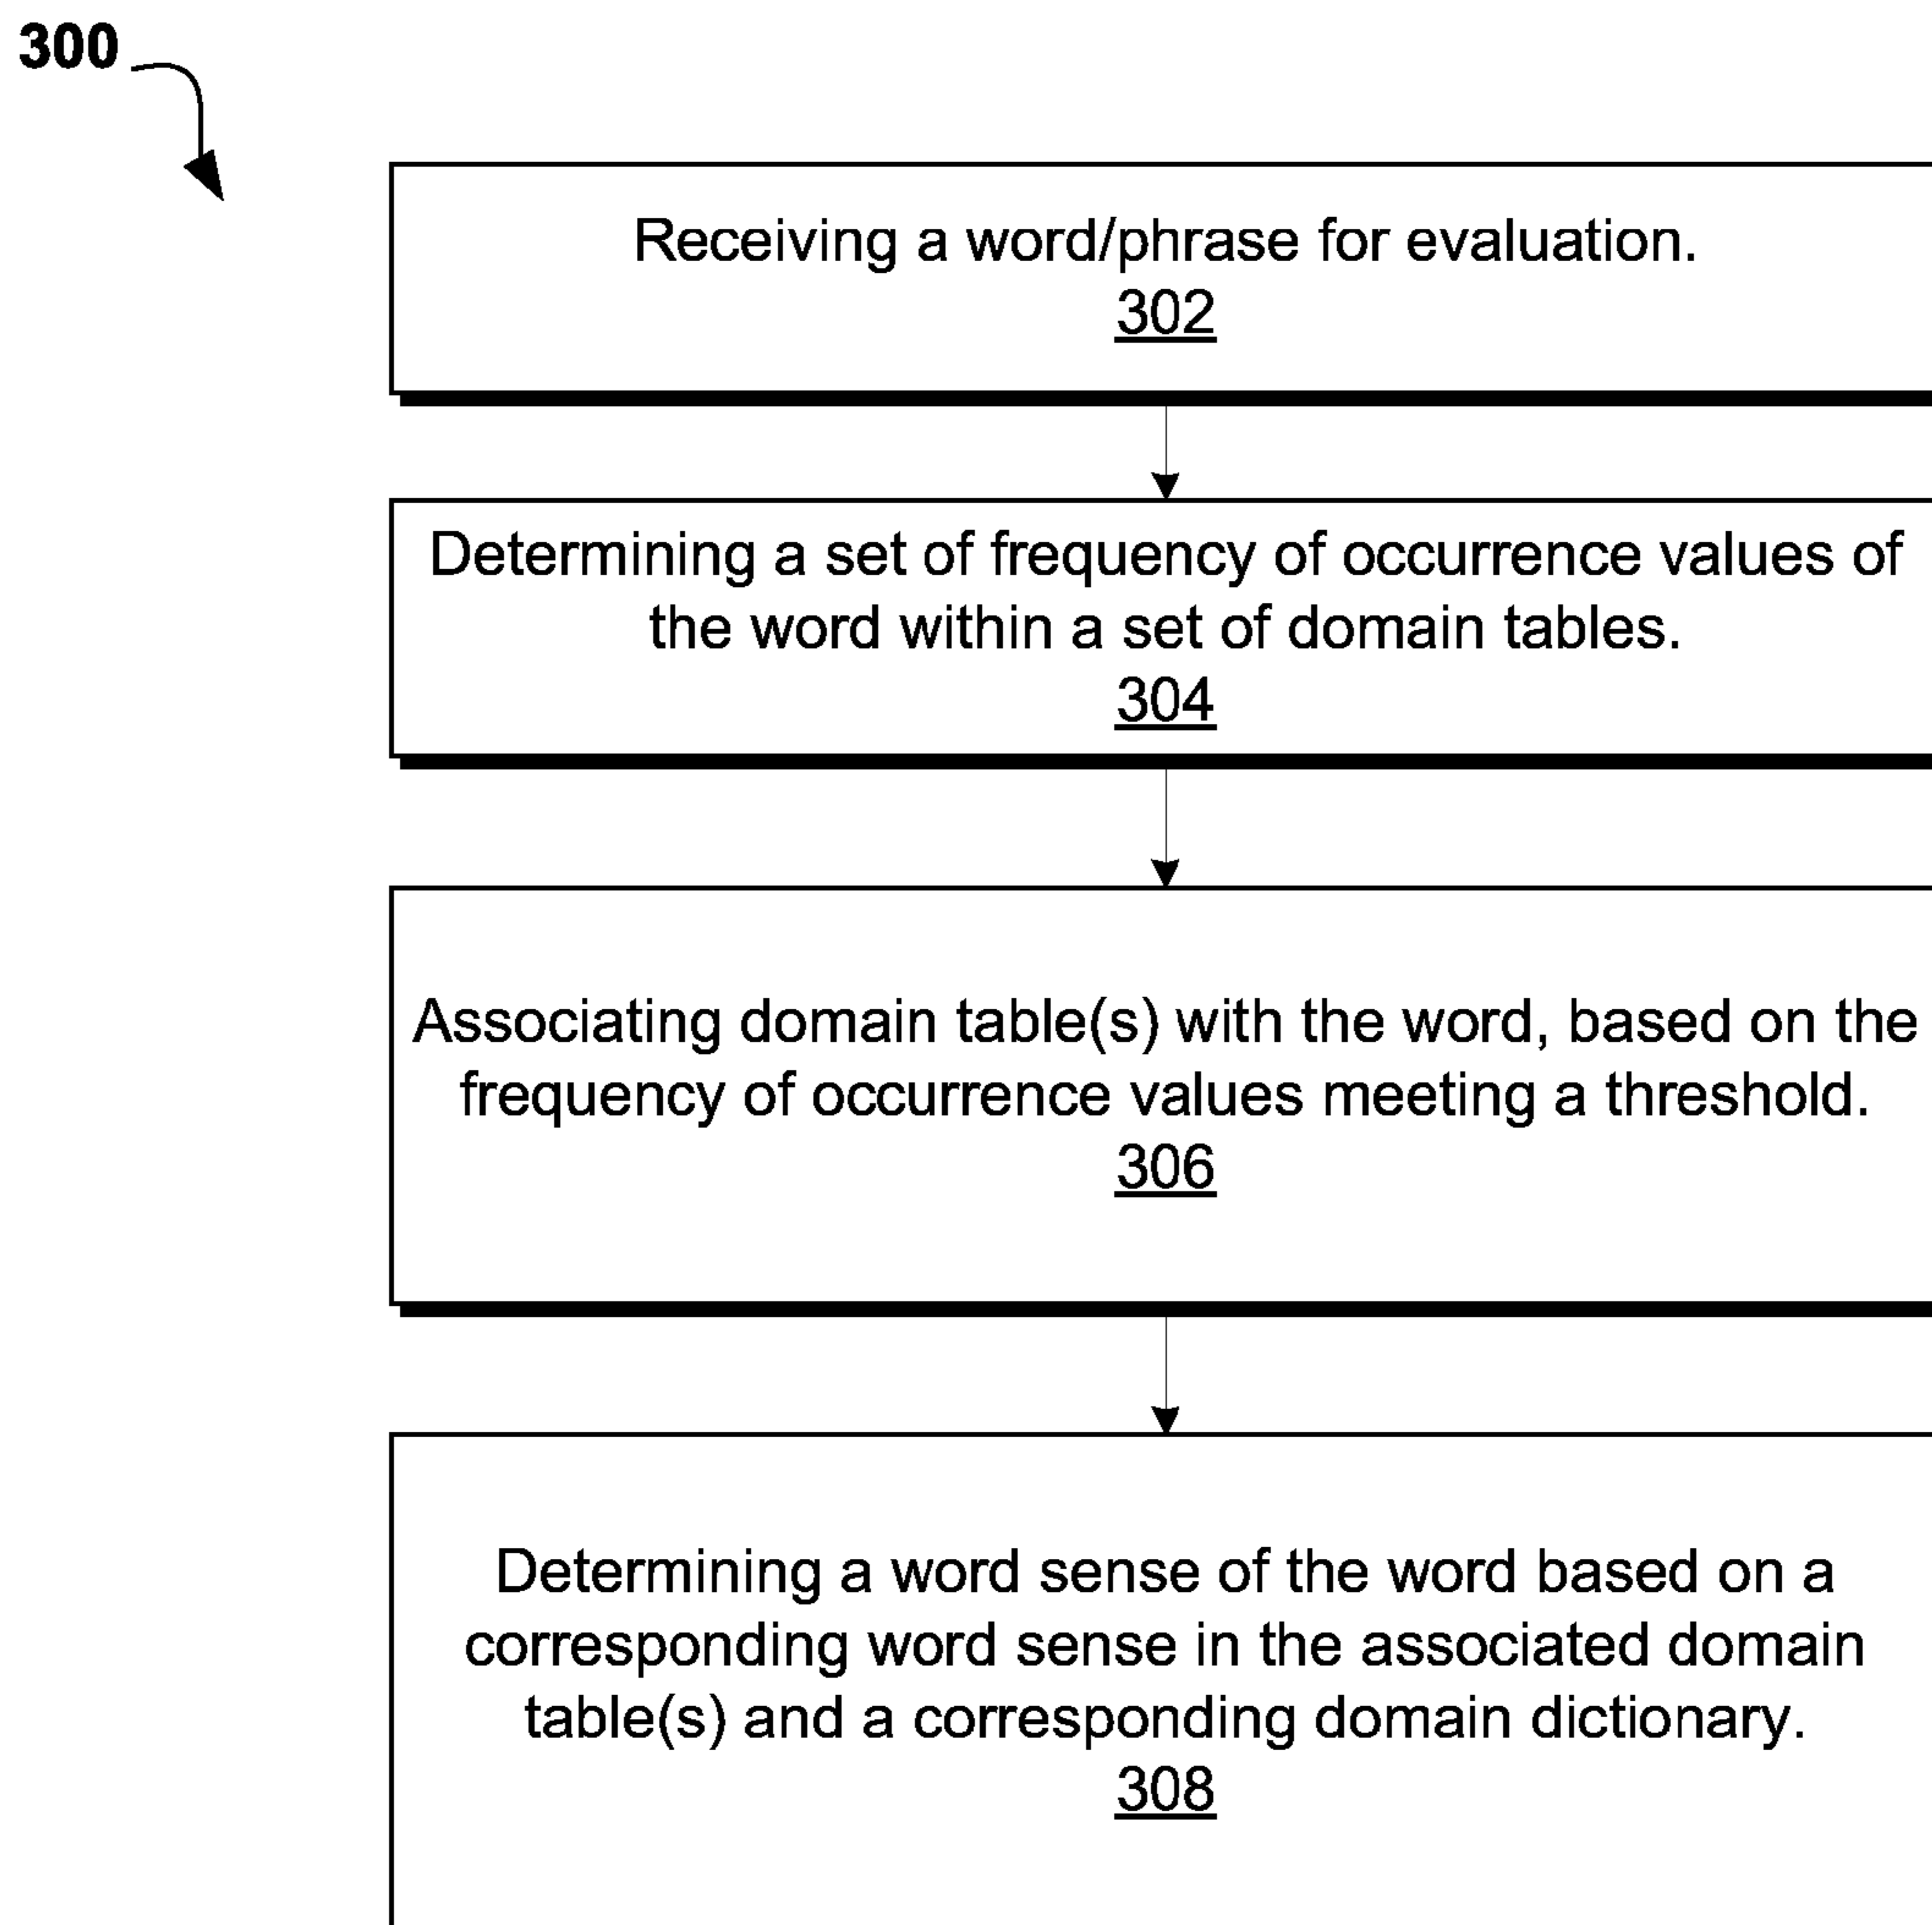 300
Receiving a word/phrase for evaluation.
302
Determining a set of frequency of occurrence values of
the word within a set of domain tables.
304
Associating domain table(s) with the word, based on the
frequency of occurrence values meeting a threshold.
306
Determining a word sense of the word based on a
corresponding word sense in the associated domain
table(s) and a corresponding domain dictionary.
308